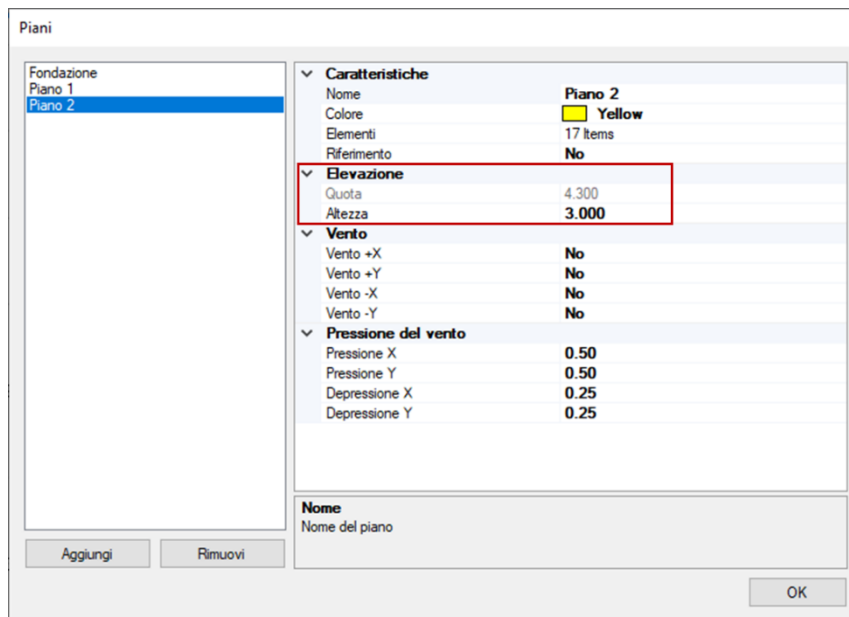 Piani
Fondazione
Piano 1
Piano 2
Caratteristiche
Nome Piano 2
Colore Yellow
Elementi 17 Items
Riferimento No
Elevazione
Quota 4.300
Altezza 3.000
Vento
Vento +X No
Vento +Y No
Vento -X No
Vento -Y No
Pressione del vento
Pressione X 0.50
Pressione Y 0.50
Depressione X 0.25
Depressione Y 0.25
Nome
Nome del piano
Aggiungi Rimuovi
OK